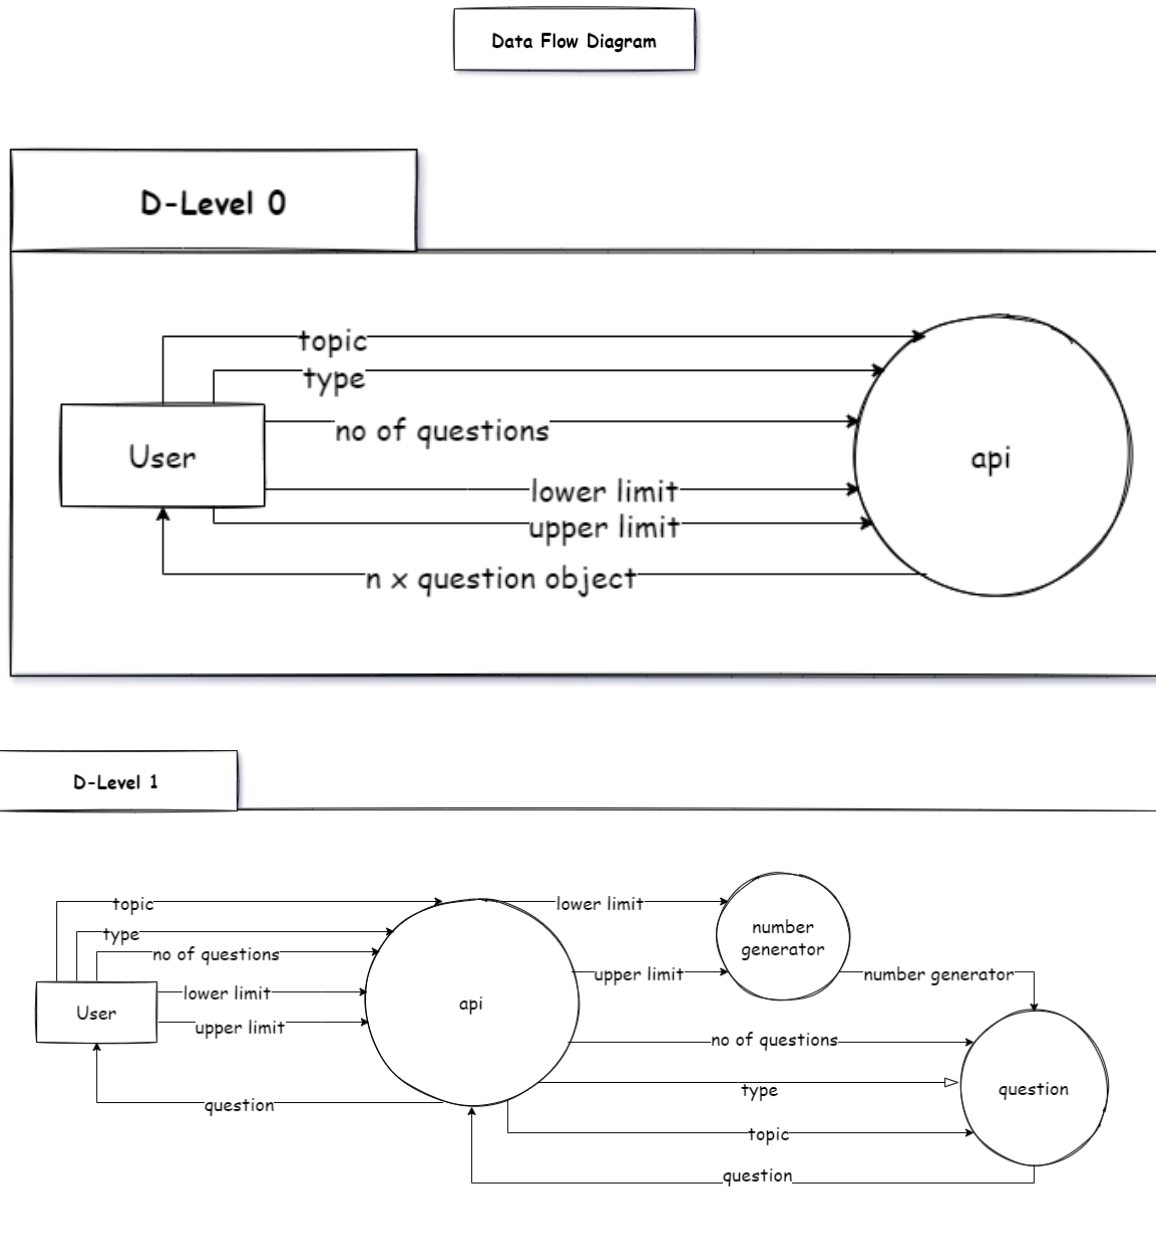 Data Flow Diagram
D-Level 0
topic
type
no of questions
User
api
lower limit
upper limit
n x question object
D-Level 1
topic
lower limit
number
generator
type
no of questions
upper limit
number generator
lower limit
api
User
upper limit
no of questions
type
question
question
topic
question